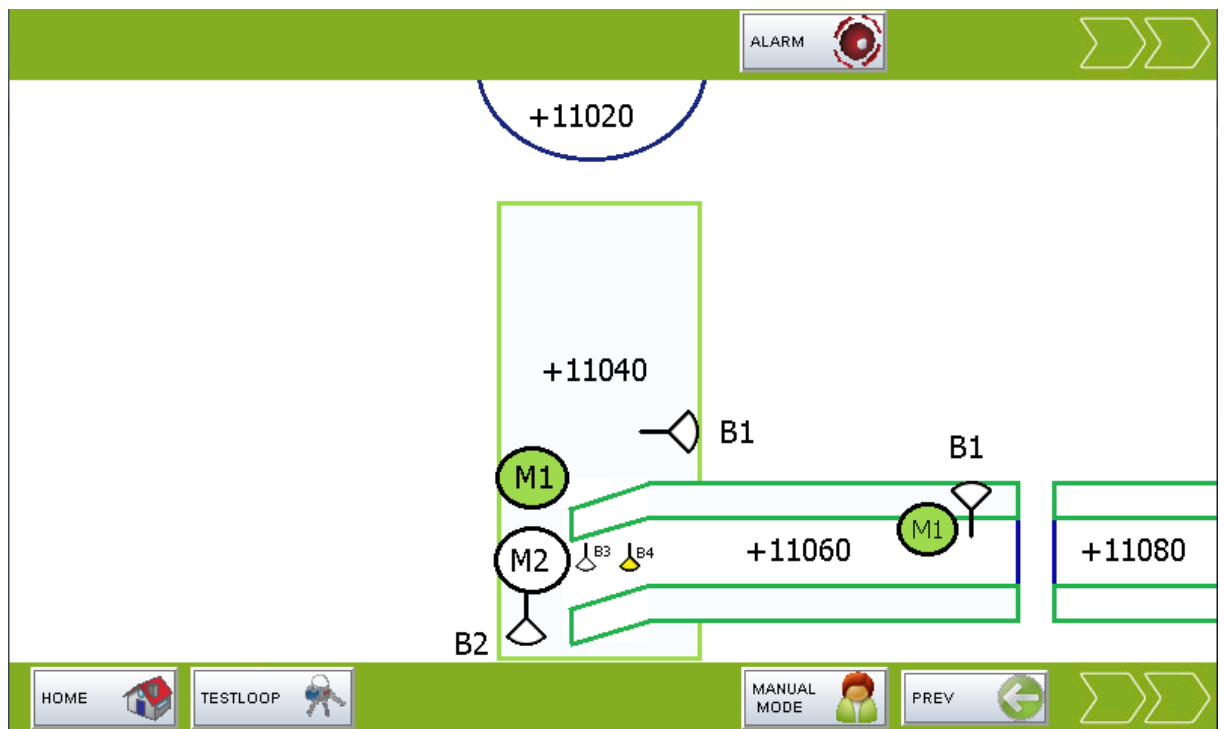 ALARM
+11020
+11040
B1
B1
M1
M1
M2
B3
B4
+11060
+11080
B2
HOME
TESTLOOP
MANUAL
MODE
PREV